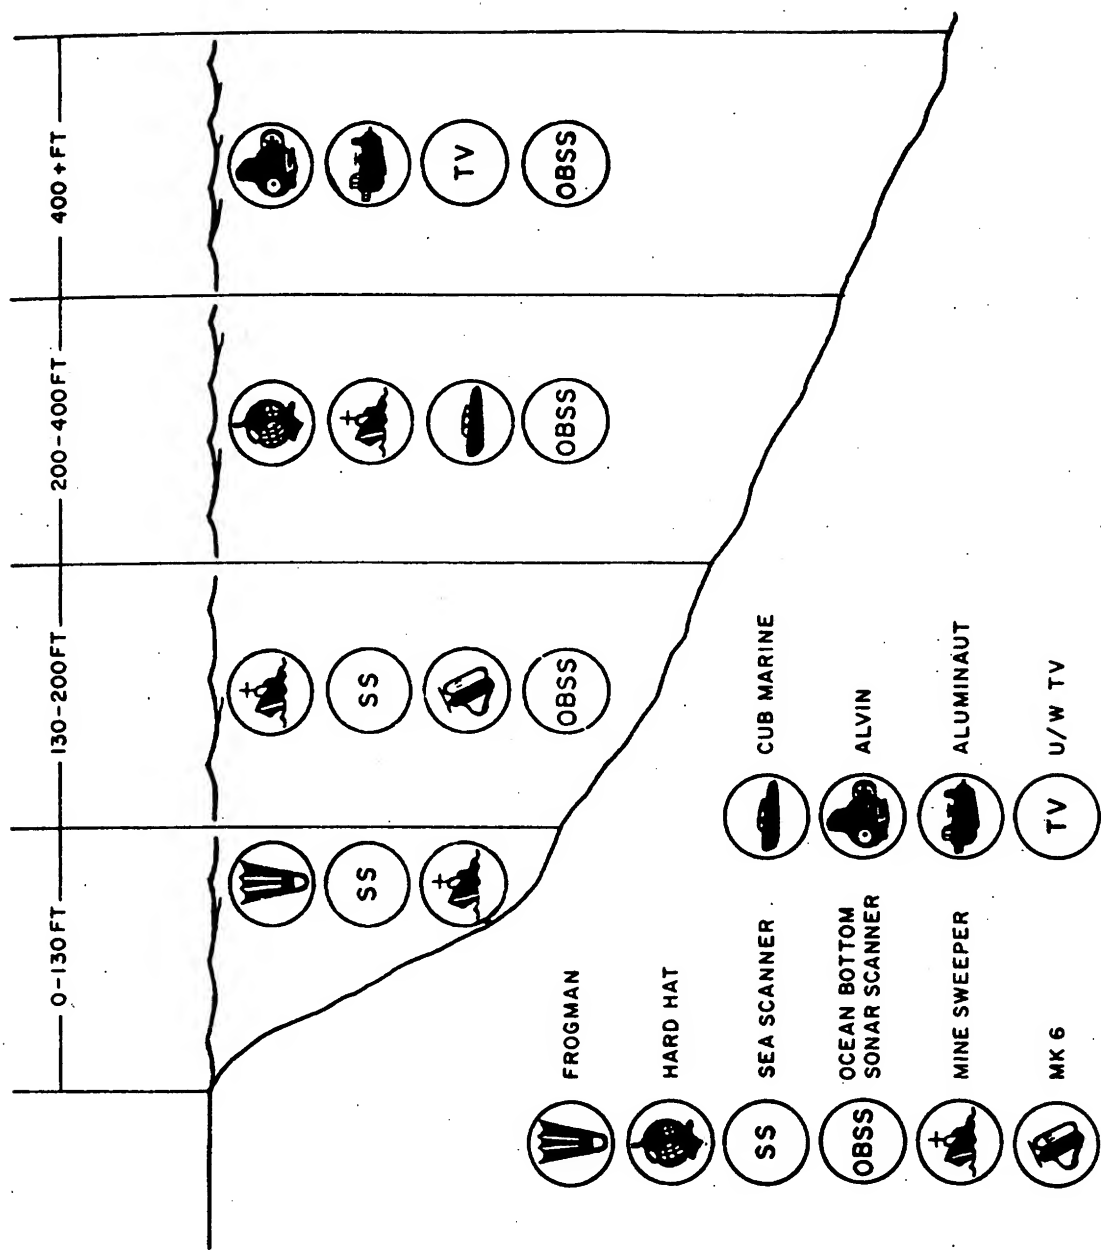 0-130 FT
130-200 FT
200-400 FT
400 + FT
SS
SS
OBSS
OBSS
TV
OBSS
FROGMAN
HARD HAT
SS
SEA SCANNER
OBSS
OCEAN BOTTOM
SONAR SCANNER
MINE SWEEPER
MK 6
CUB MARINE
ALVIN
ALUMINAUT
TV
U/W TV